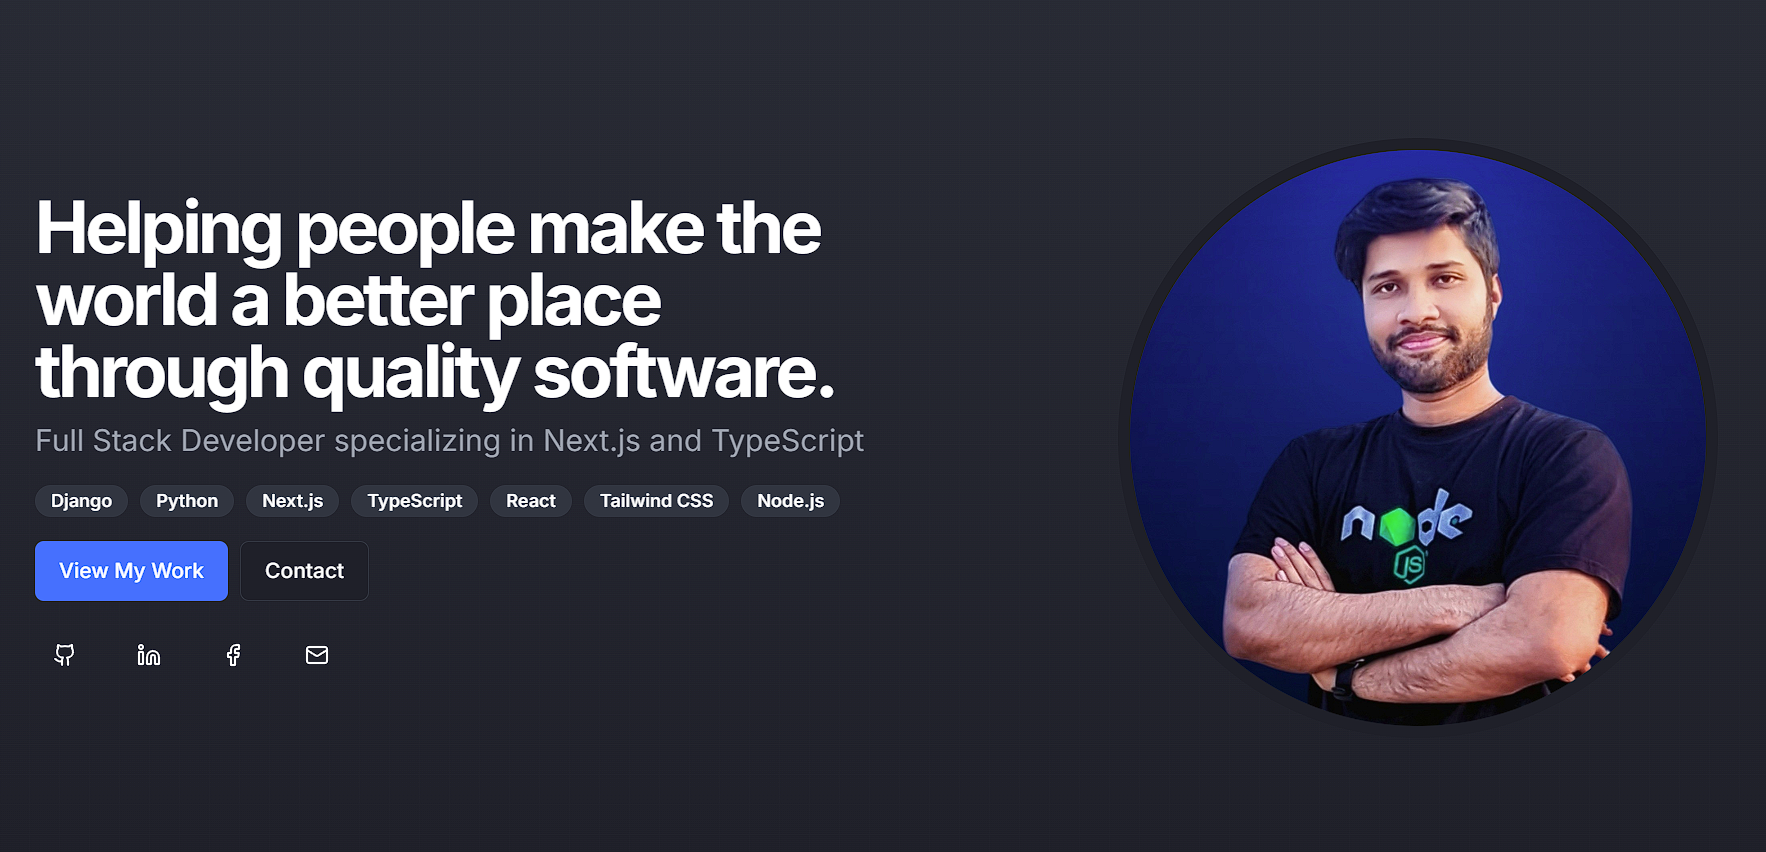 Helping people make the
world a better place
through quality software.
Full Stack Developer specializing in Next.js and TypeScript
Django Python Next.js TypeScript React Tailwind CSS Node.js
View My Work Contact
node
JS